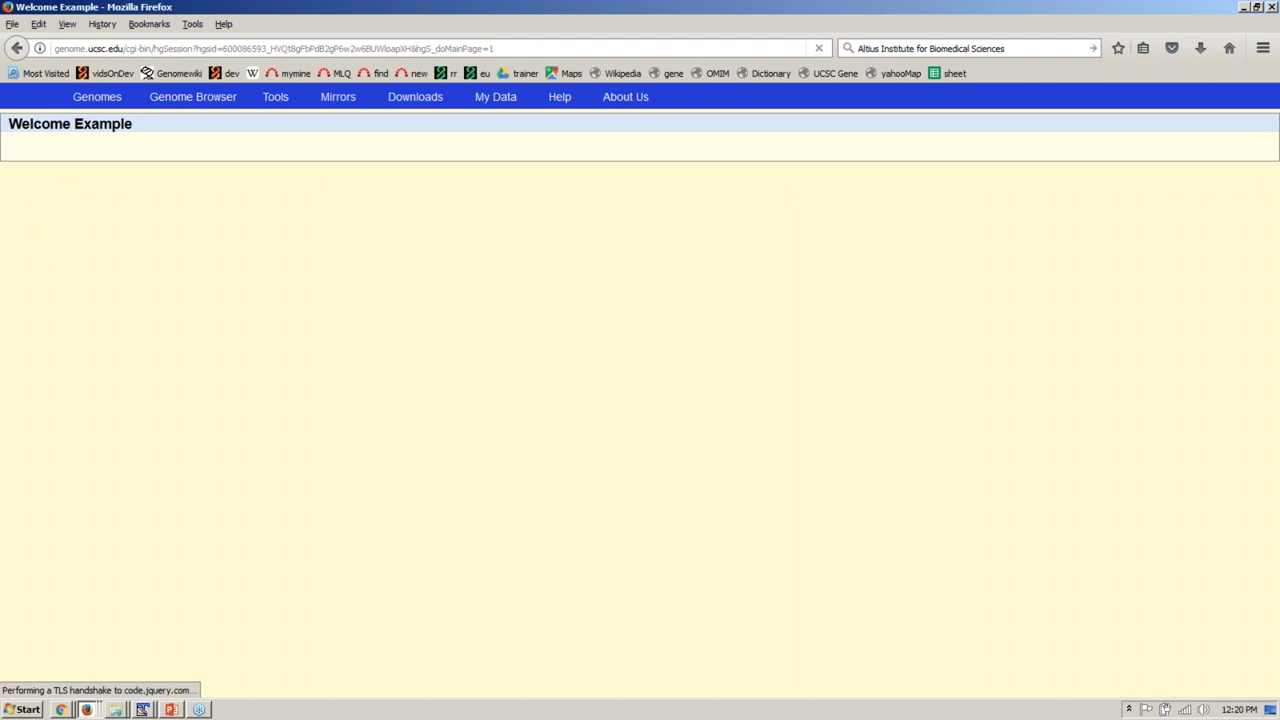 Welcome Example - Mozilla Firefox
File Edit View History Bookmarks Tools Help
genome.ucsc.edu/cgi-bin/hgSession?hgsid=600086593_HVQt8gFbPdB2gP6w2w6BUWloapXH&hgS_doMainPage=1 Altius Institute for Biomedical Sciences
Most Visited vidsOnDev Genomewiki dev W mymine MLQ find new rr eu trainer Maps Wikipedia gene OMIM Dictionary UCSC Gene yahooMap sheet
Genomes Genome Browser Tools Mirrors Downloads My Data Help About Us
Welcome Example
Performing a TLS handshake to code.jquery.com...
Start 12:20 PM